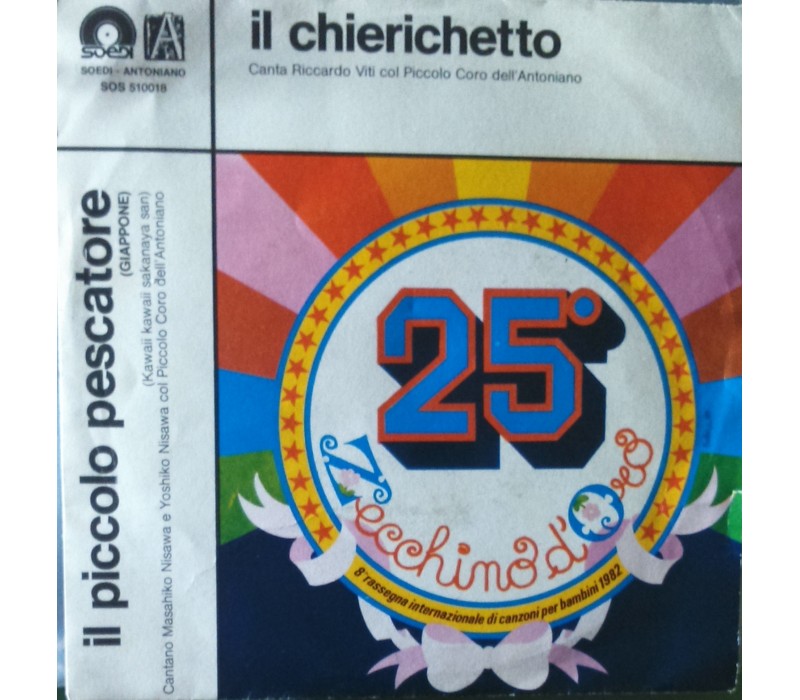 SOEDI
A
SOEDI - ANTONIANO
SOS 510018
il chierichetto
Canta Riccardo Viti col Piccolo Coro dell'Antoniano
il piccolo pescatore
(GIAPPONE)
(Kawaii kawaii sakanaya san)
Cantano Masahiko Nisawa e Yoshiko Nisawa col Piccolo Coro dell'Antoniano
25°
Zecchino d'Oro
8ª rassegna internazionale di canzoni per bambini 1982